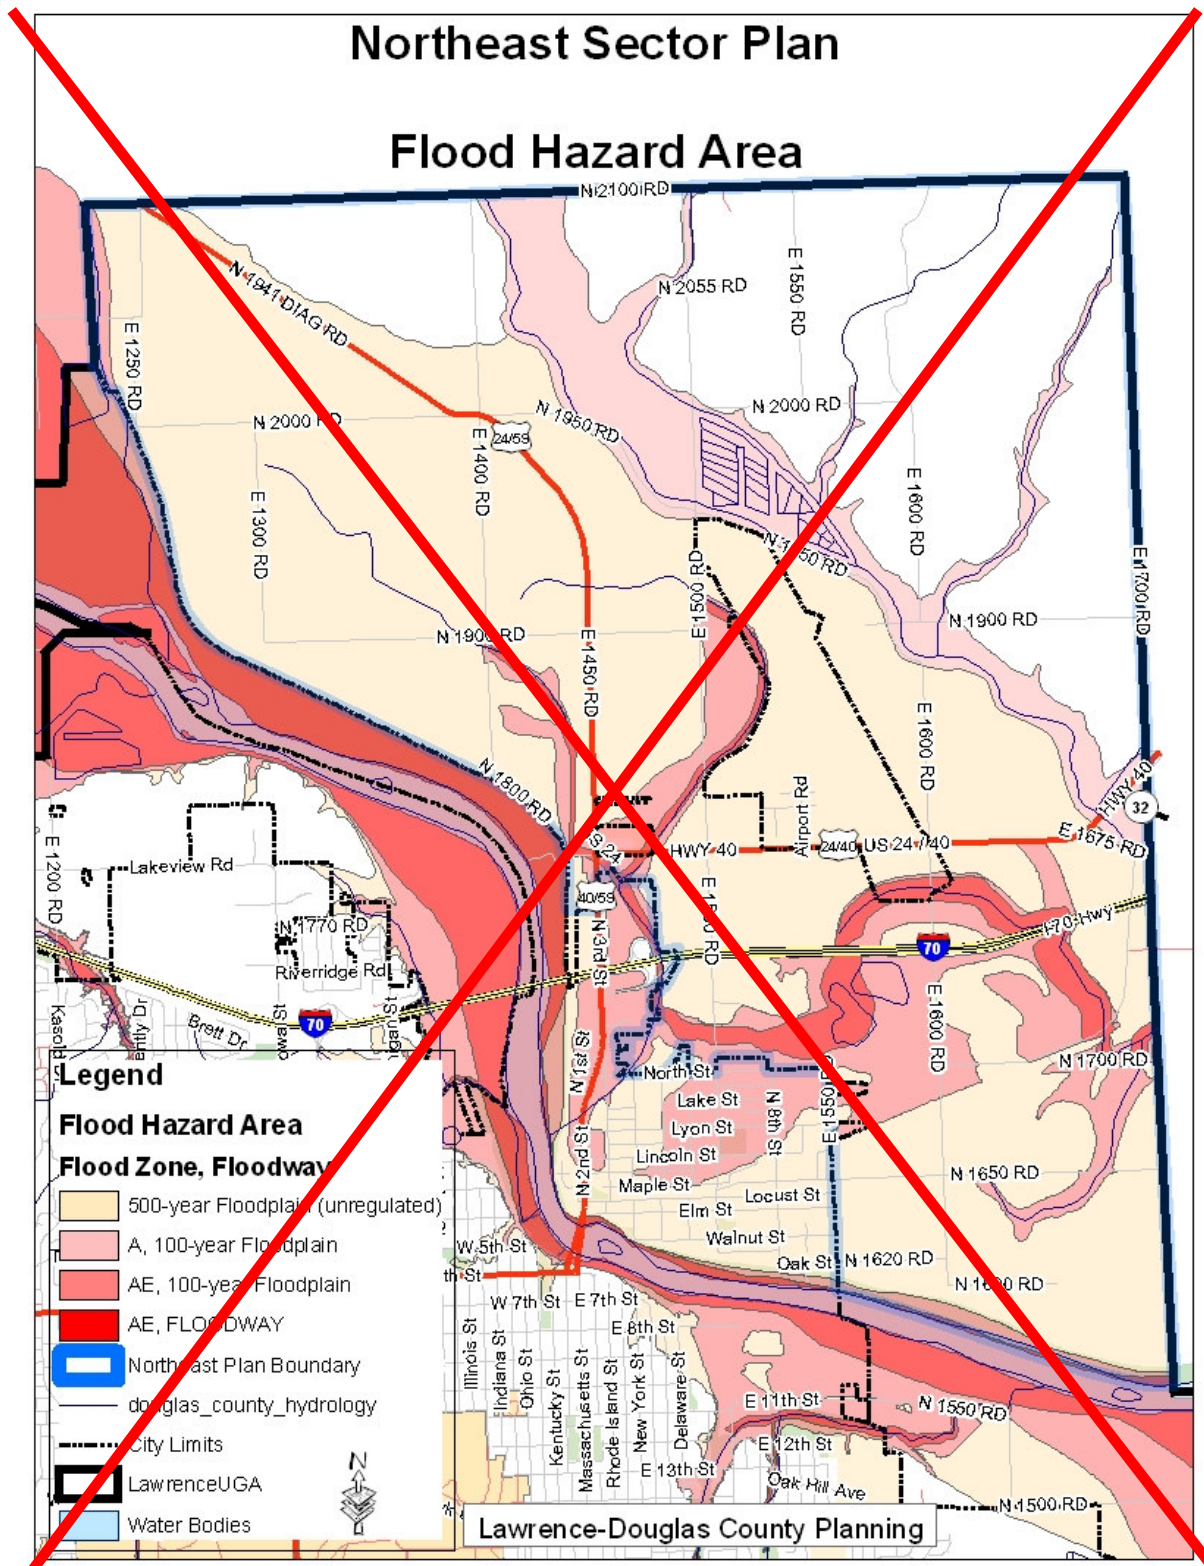 Northeast Sector Plan
Flood Hazard Area
N 2100 RD
N 1941 DIAG RD
N 2055 RD
E 1550 RD
E 1250 RD
N 2000 RD
N 1950 RD
N 2000 RD
24/59
E 1400 RD
E 1300 RD
E 1600 RD
E 1500 RD
E 1700 RD
N 1900 RD
E 1450 RD
N 1900 RD
E 1600 RD
N 1800 RD
Airport Rd
HWY 40
32
E 1675 RD
HWY 40
24/40
US 24 / 40
Lakeview Rd
E 1200 RD
40/59
N 3rd St
N 1770 RD
Riverridge Rd
70
I-70 Hwy
70
Kasold
Brett Dr
E 1600 RD
N 1700 RD
N 1st St
North St
E 1550 RD
Lake St
N 8th St
Lyon St
Lincoln St
N 2nd St
Maple St
Locust St
N 1650 RD
Elm St
Walnut St
Oak St
N 1620 RD
N 1600 RD
W 5th St
th St
W 7th St
E 7th St
E 8th St
Illinois St
Indiana St
Ohio St
Kentucky St
Massachusetts St
Rhode Island St
New York St
Delaware St
E 11th St
N 1550 RD
E 12th St
E 13th St
Oak Hill Ave
N 1500 RD
Legend
Flood Hazard Area
Flood Zone, Floodway
500-year Floodplain (unregulated)
A, 100-year Floodplain
AE, 100-year Floodplain
AE, FLOODWAY
Northeast Plan Boundary
douglas_county_hydrology
City Limits
LawrenceUGA
Water Bodies
N
Lawrence-Douglas County Planning